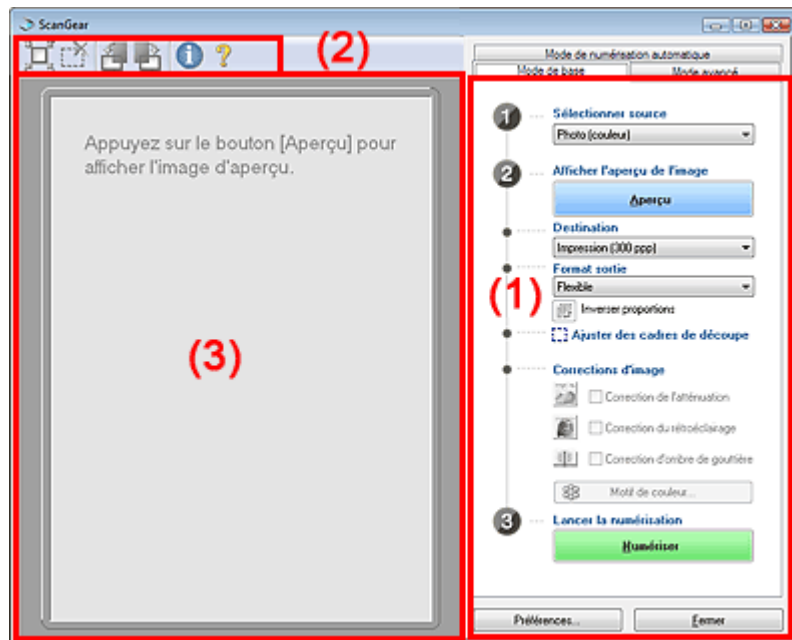 ScanGear
(2)
Mode de numérisation automatique
Mode de base
Mode avancé
Appuyez sur le bouton [Aperçu] pour
afficher l'image d'aperçu.
(3)
(1)
1
Sélectionner source
Photo (couleur)
2
Afficher l'aperçu de l'image
Aperçu
Destination
Impression (300 ppp)
Format sortie
Flexible
Inverser proportions
Ajuster des cadres de découpe
Corrections d'image
Correction de l'atténuation
Correction du rétroéclairage
Correction d'ombre de gouttière
Motif de couleur...
3
Lancer la numérisation
Numériser
Préférences...
Fermer